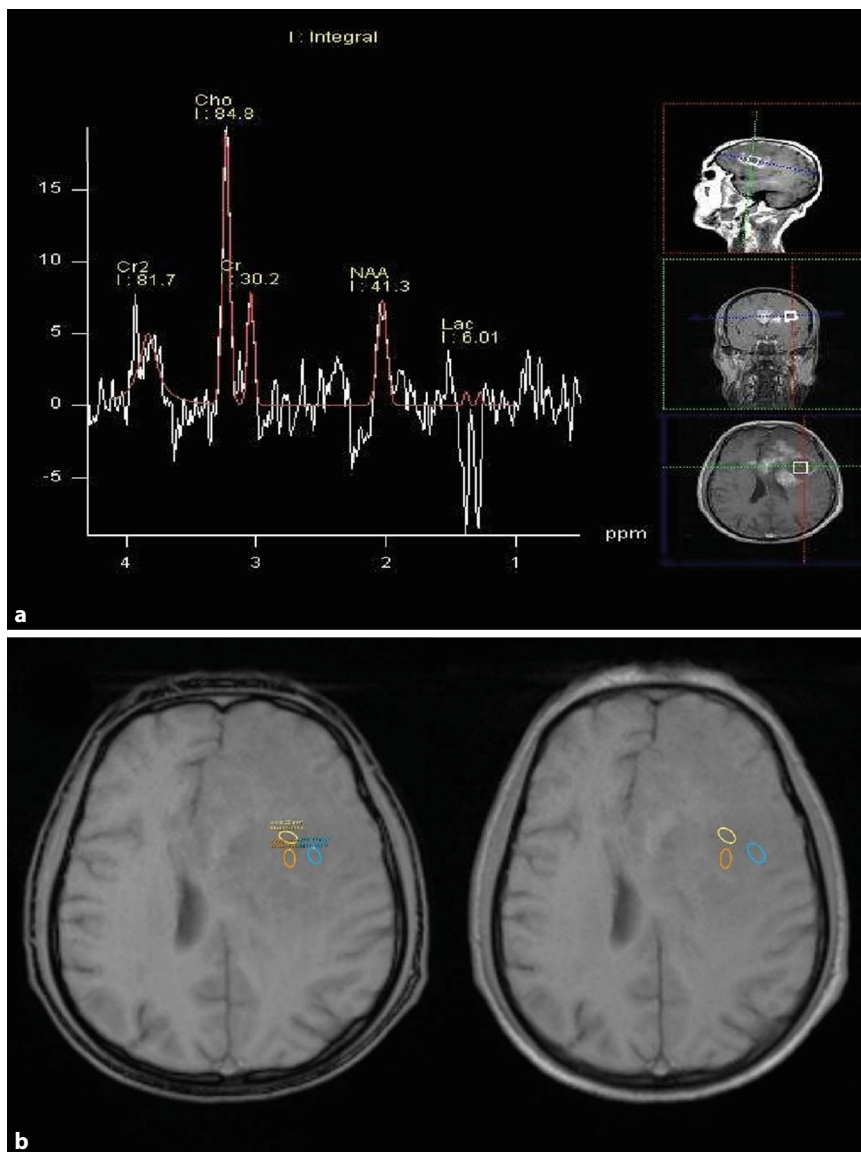 I : Integral
Cho
I : 84.8
15
10
Cr2
I : 81.7
Cr
: 30.2
NAA
I : 41.3
5
Lac
I : 6.01
0
-5
ppm
4 3 2 1
a
b